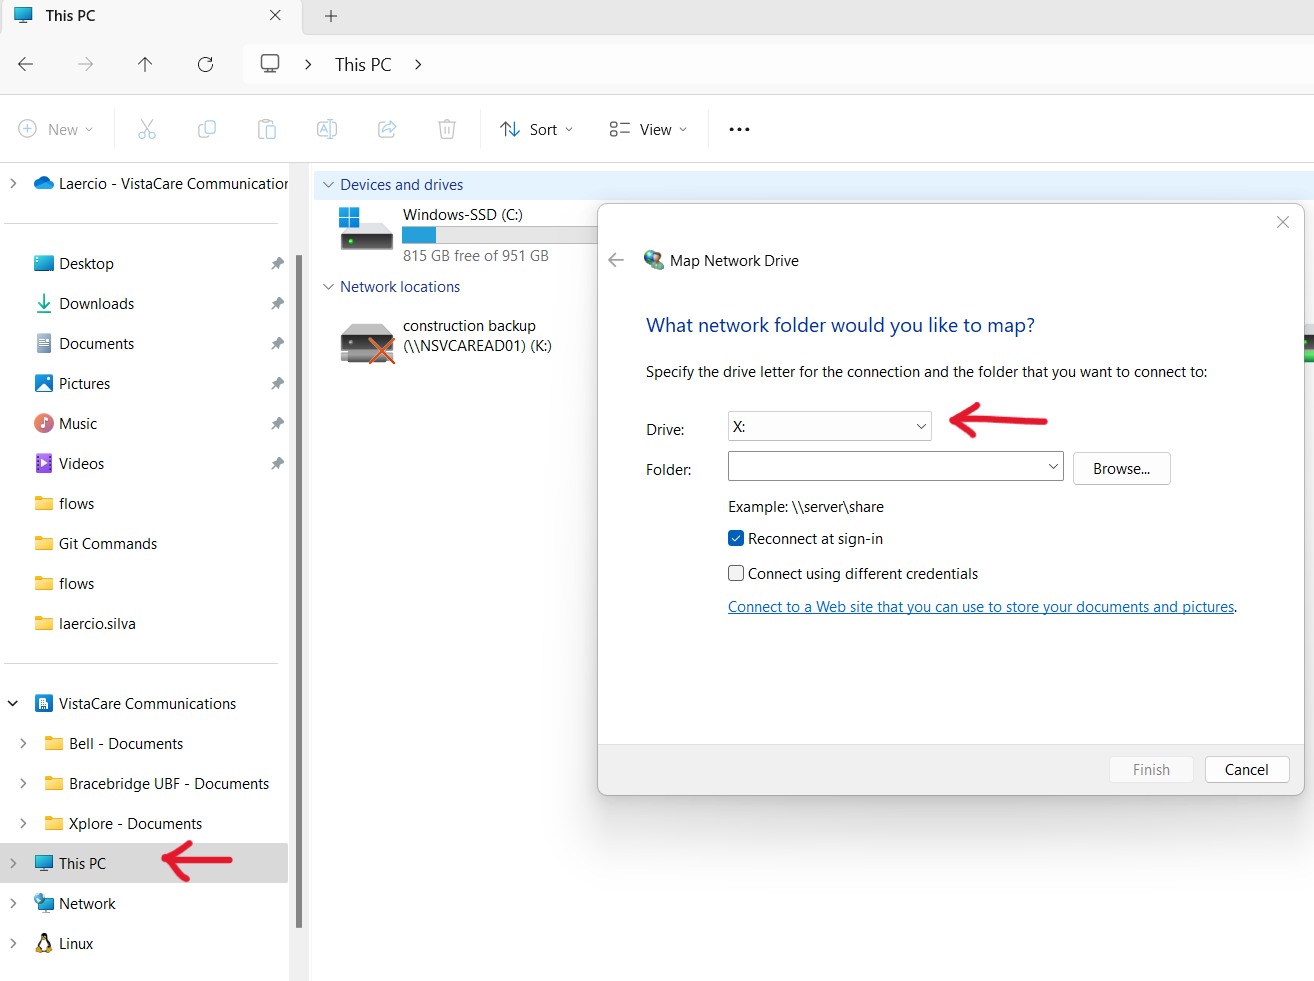 This PC
This PC
New
Sort
View
Laercio - VistaCare Communication
Desktop
Downloads
Documents
Pictures
Music
Videos
flows
Git Commands
flows
laercio.silva
VistaCare Communications
Bell - Documents
Bracebridge UBF - Documents
Xplore - Documents
This PC
Network
Linux
Devices and drives
Windows-SSD (C:)
815 GB free of 951 GB
Network locations
construction backup
(\\NSVCAREAD01) (K:)
Map Network Drive
What network folder would you like to map?
Specify the drive letter for the connection and the folder that you want to connect to:
Drive: X:
Folder: Browse...
Example: \\server\share
Reconnect at sign-in
Connect using different credentials
Connect to a Web site that you can use to store your documents and pictures.
Finish Cancel